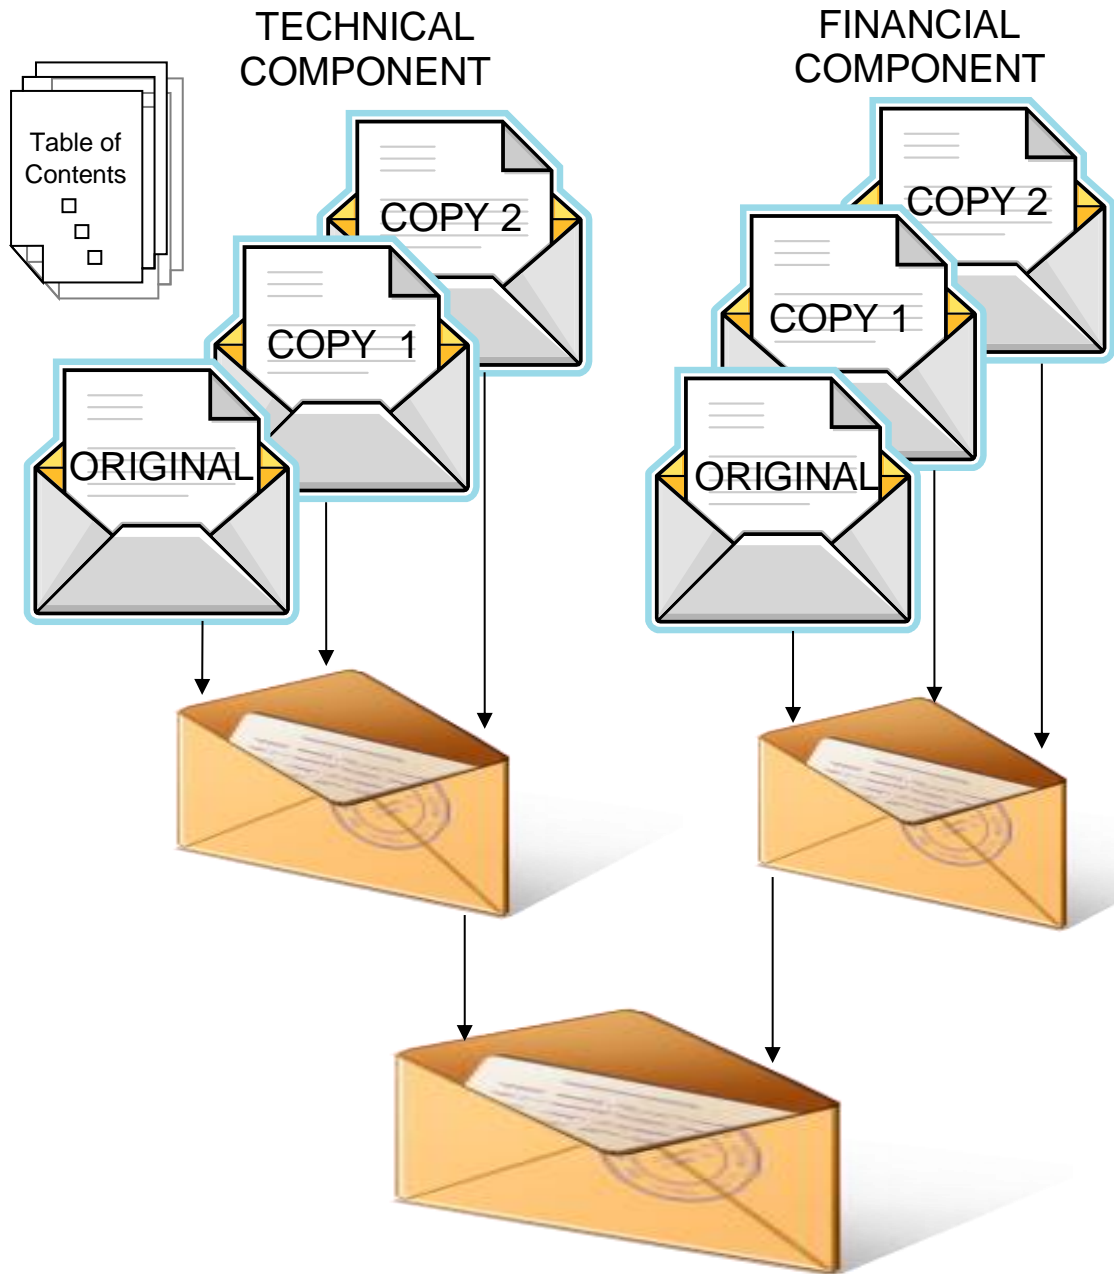 TECHNICAL
COMPONENT
FINANCIAL
COMPONENT
Table of
Contents
COPY 2
COPY 1
ORIGINAL
COPY 2
COPY 1
ORIGINAL